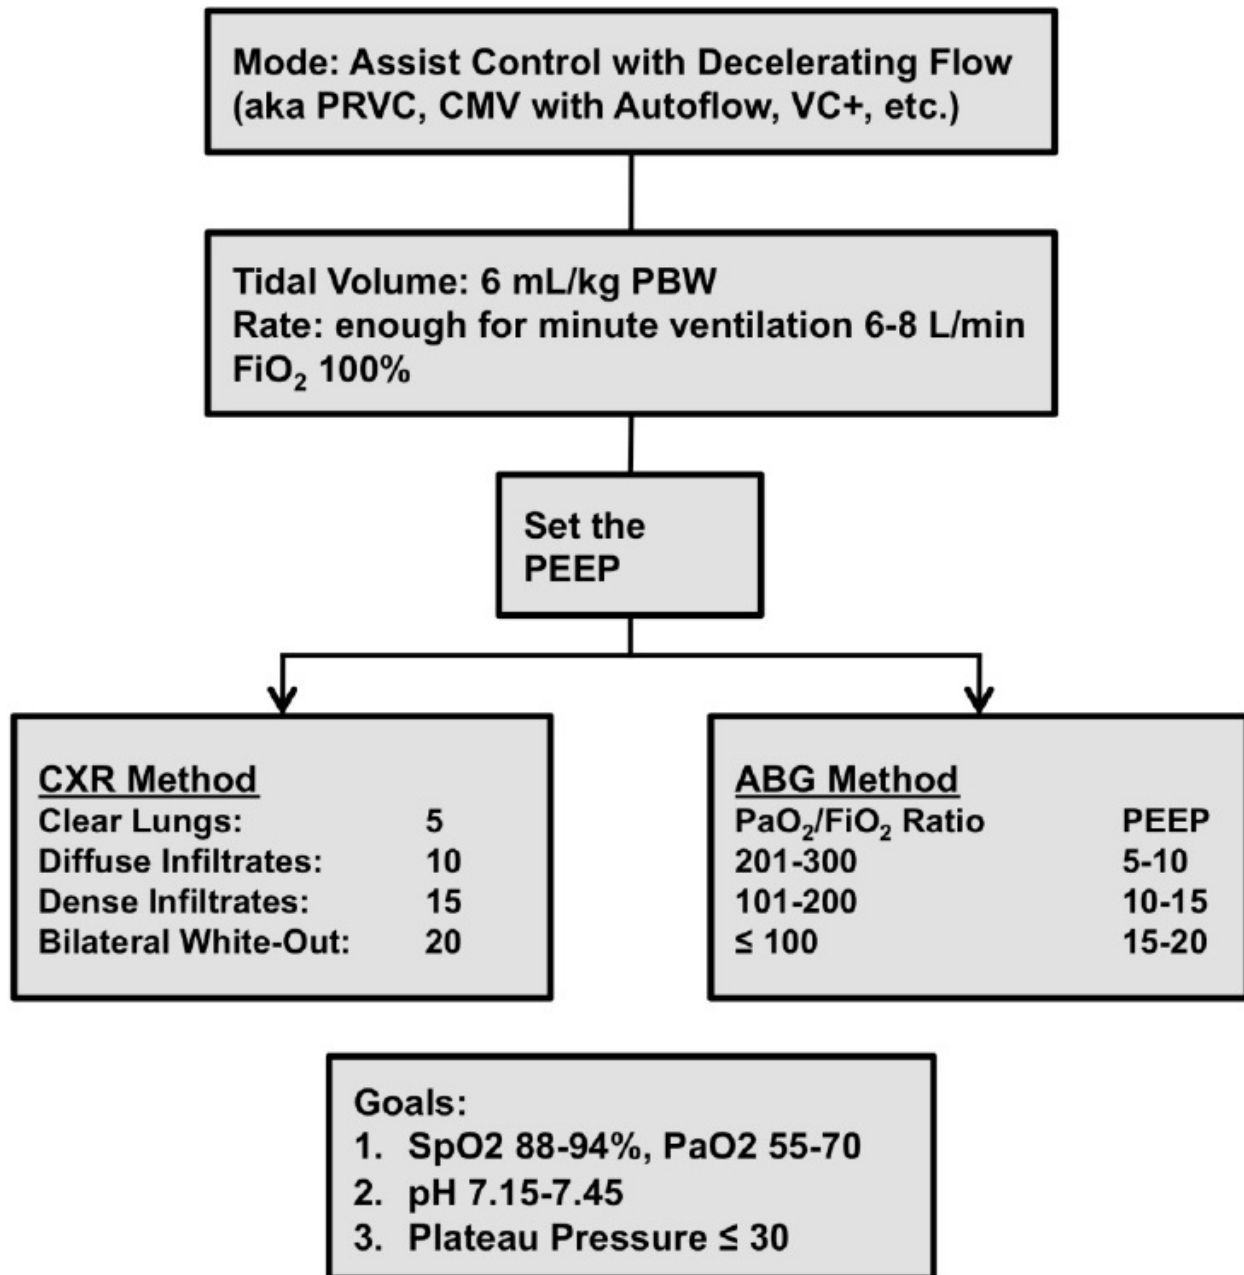 Mode: Assist Control with Decelerating Flow
(aka PRVC, CMV with Autoflow, VC+, etc.)
Tidal Volume: 6 mL/kg PBW
Rate: enough for minute ventilation 6-8 L/min
FiO₂ 100%
Set the
PEEP
CXR Method
Clear Lungs: 5
Diffuse Infiltrates: 10
Dense Infiltrates: 15
Bilateral White-Out: 20
ABG Method
PaO₂/FiO₂ Ratio PEEP
201-300 5-10
101-200 10-15
≤ 100 15-20
Goals:
1. SpO2 88-94%, PaO2 55-70
2. pH 7.15-7.45
3. Plateau Pressure ≤ 30